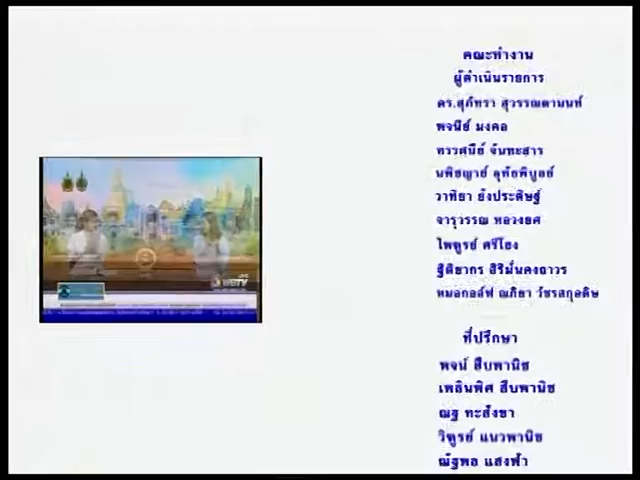 คณะทำงาน
ผู้ดำเนินรายการ
ดร.สุภัทรา สุวรรณดานนท์
พจนีย์ มงคล
ทรรศนีย์ จันทะสาร
นพิชญาย์ อุทัยพิบูลย์
วาทิยา ยังประดิษฐ์
จารุวรรณ หลวงยศ
ไพฑูรย์ ศรีโฮง
ฐิติยากร สิริมั่นคงถาวร
หมอกอล์ฟ ณภิยา วัชรสกุลดิษ
ที่ปรึกษา
พจน์ สืบพานิช
เพลินพิศ สืบพานิช
ณฐ ทะสังขา
วิฑูรย์ แนวพานิช
ณัฐพล แสงฟ้า